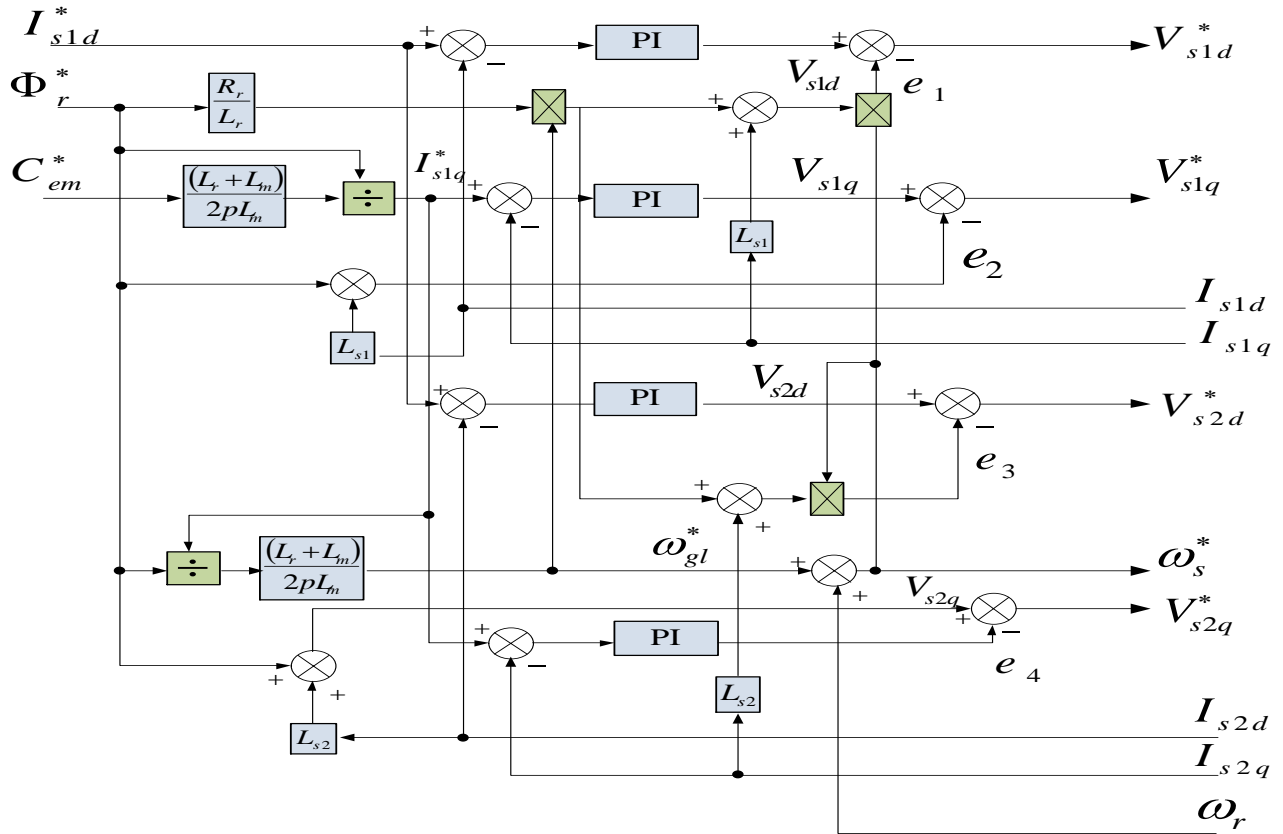 I*s1d + − PI + − V*s1d
Φ*r Rr/Lr + + Vs1d e1
C*em (Lr + Lm)/2pLm ÷ I*s1q + − PI Vs1q + − V*s1q
Ls1 e2
Is1d
Ls1 Is1q
+ − PI Vs2d + − V*s2d
+ + e3
÷ (Lr + Lm)/2pLm ω*gl + + ω*s
Vs2q + − V*s2q
+ − PI e4
+ + Ls2
Ls2 Is2d
Is2q
ωr